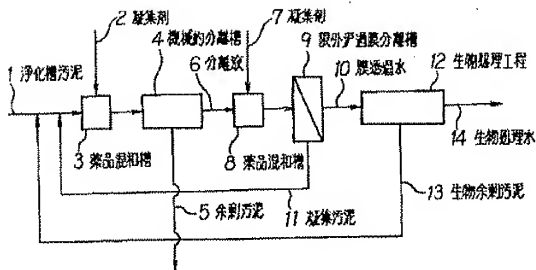 2 凝集剤
7 凝集剤
4 機械的分離槽
9 限外沪過膜分離槽
6 分離液
10 膜透過水
12 生物処理工程
1 浄化槽汚泥
3 薬品混和槽
8 薬品混和槽
14 生物処理水
13 生物余剰汚泥
5 余剰汚泥
11 凝集汚泥